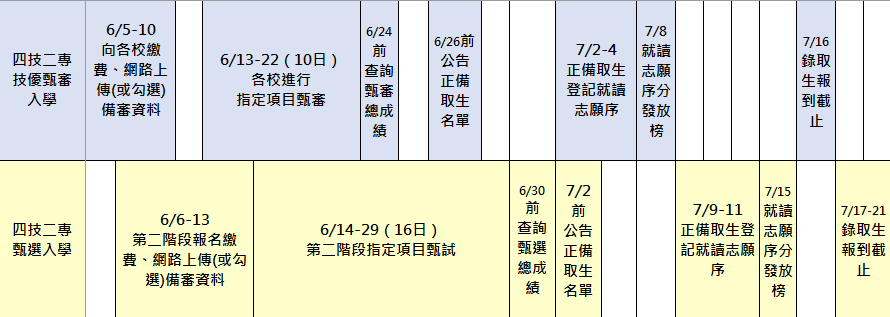 四技二專
技優甄審
入學
6/5-10
向各校繳
費、網路上
傳(或勾選)
備審資料
6/13-22（10日）
各校進行
指定項目甄審
6/24
前
查詢
甄審
總成
績
6/26前
公告
正備
取生
名單
7/2-4
正備取生
登記就讀
志願序
7/8
就讀
志願
序分
發放
榜
7/16
錄取
生報
到截
止
四技二專
甄選入學
6/6-13
第二階段報名繳
費、網路上傳(或勾
選)備審資料
6/14-29（16日）
第二階段指定項目甄試
6/30
前
查詢
甄選
總成
績
7/2
前
公告
正備
取生
名單
7/9-11
正備取生登
記就讀志願
序
7/15
就讀
志願
序分
發放
榜
7/17-21
錄取生
報到截
止